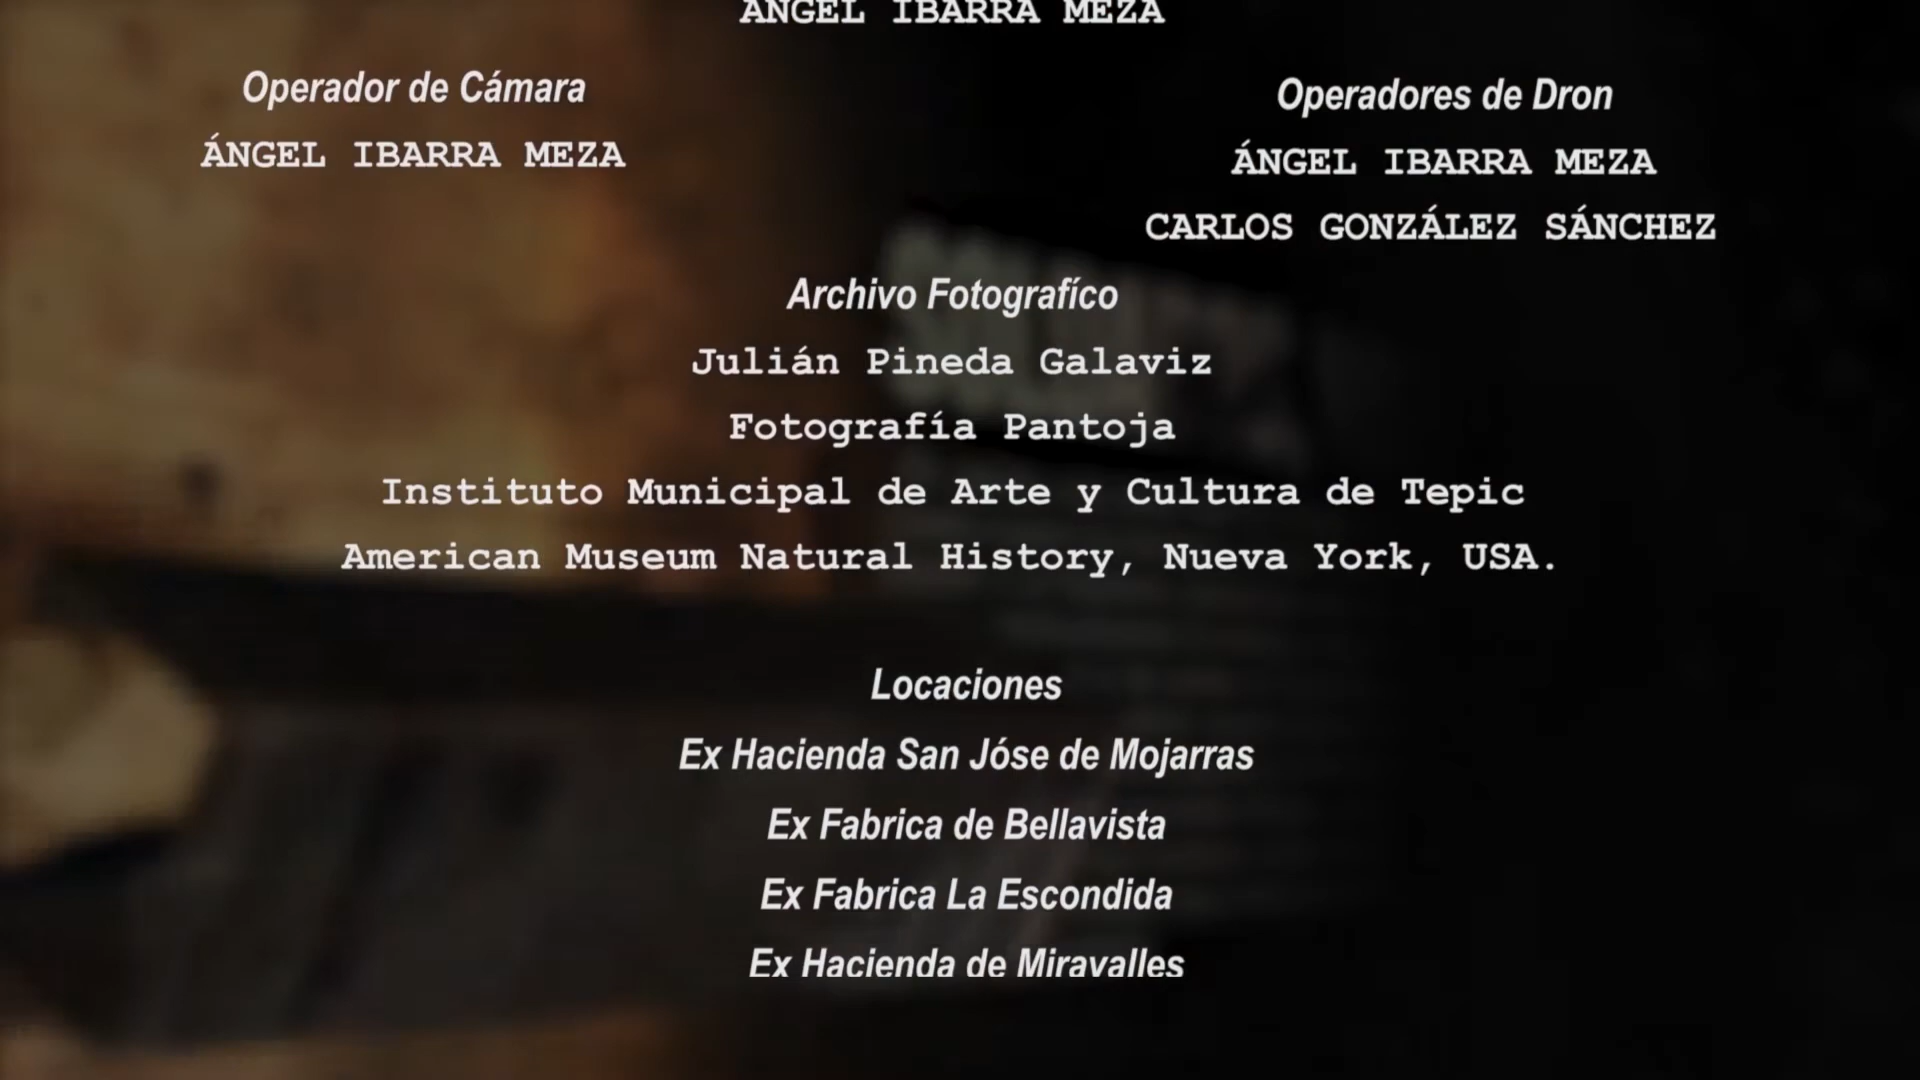 ÁNGEL IBARRA MEZA
Operador de Cámara
ÁNGEL IBARRA MEZA
Operadores de Dron
ÁNGEL IBARRA MEZA
CARLOS GONZÁLEZ SÁNCHEZ
Archivo Fotografíco
Julián Pineda Galaviz
Fotografía Pantoja
Instituto Municipal de Arte y Cultura de Tepic
American Museum Natural History, Nueva York, USA.
Locaciones
Ex Hacienda San Jóse de Mojarras
Ex Fabrica de Bellavista
Ex Fabrica La Escondida
Ex Hacienda de Miravalles